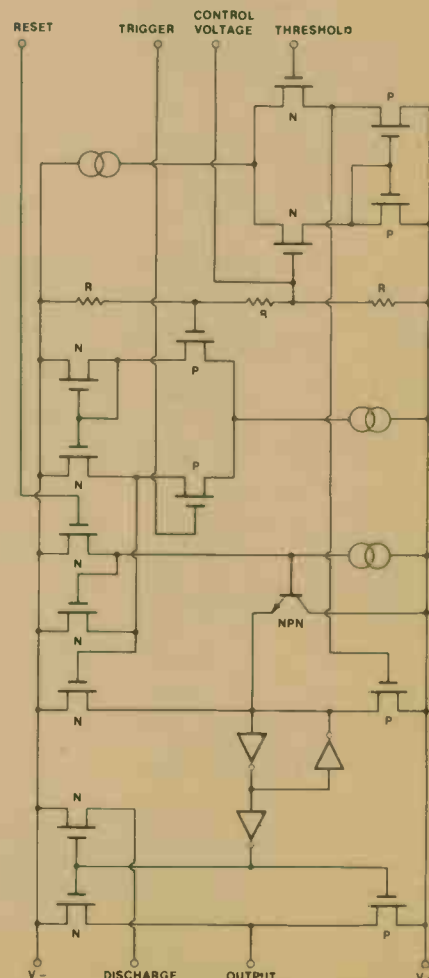 RESET
TRIGGER
CONTROL
VOLTAGE
THRESHOLD
P
N
N
P
R
R
R
N
P
P
N
N
NPN
N
N
P
N
N
P
V -
DISCHARGE
OUTPUT